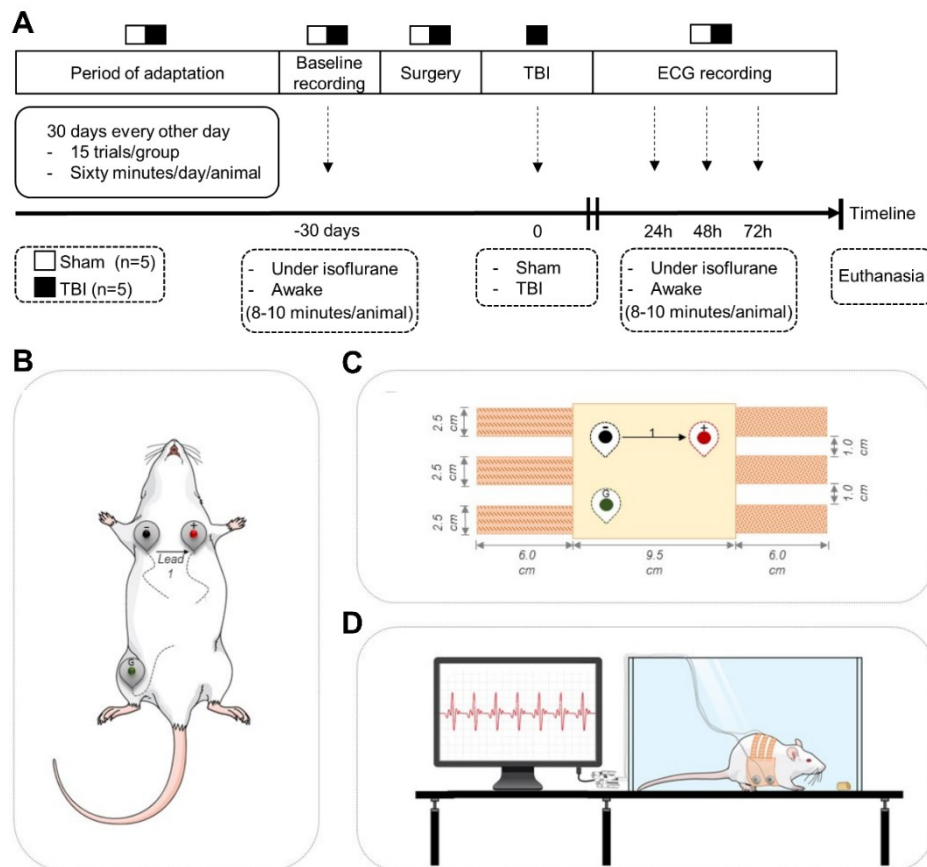 A
Period of adaptation
Baseline
recording
Surgery
TBI
ECG recording
30 days every other day
- 15 trials/group
- Sixty minutes/day/animal
Timeline
-30 days
0
24h
48h
72h
Sham (n=5)
TBI (n=5)
- Under isoflurane
- Awake
(8-10 minutes/animal)
- Sham
- TBI
- Under isoflurane
- Awake
(8-10 minutes/animal)
Euthanasia
B
- +
Lead
1
G
C
2.5
cm
2.5
cm
2.5
cm
- 1 +
G
1.0
cm
1.0
cm
6.0
cm
9.5
cm
6.0
cm
D